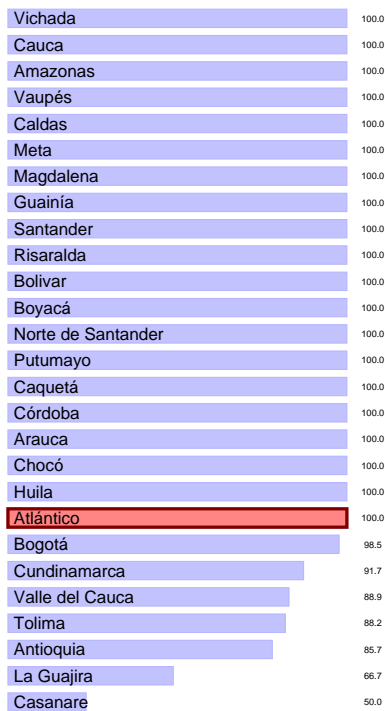 Vichada 100.0
Cauca 100.0
Amazonas 100.0
Vaupés 100.0
Caldas 100.0
Meta 100.0
Magdalena 100.0
Guainía 100.0
Santander 100.0
Risaralda 100.0
Bolivar 100.0
Boyacá 100.0
Norte de Santander 100.0
Putumayo 100.0
Caquetá 100.0
Córdoba 100.0
Arauca 100.0
Chocó 100.0
Huila 100.0
Atlántico 100.0
Bogotá 98.5
Cundinamarca 91.7
Valle del Cauca 88.9
Tolima 88.2
Antioquia 85.7
La Guajira 66.7
Casanare 50.0